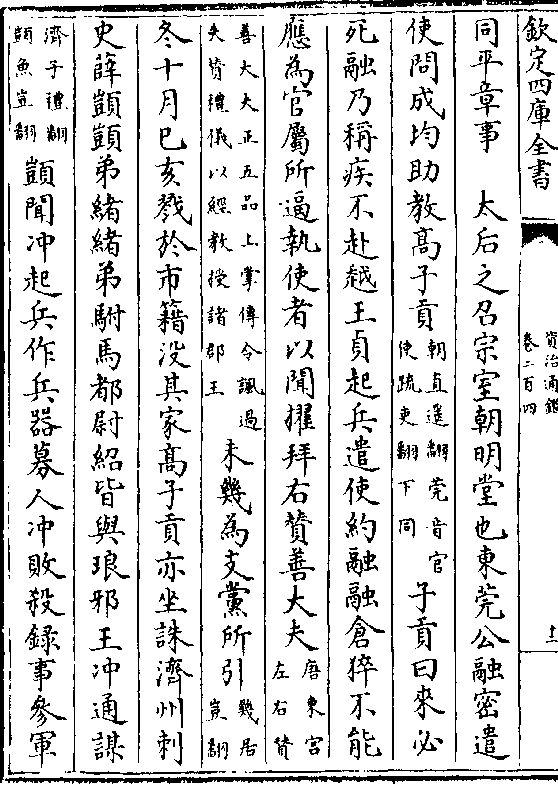 欽定四庫全書
資治通鑑
卷二百四
十二
同平章事　太后之召宗室朝明堂也東莞公融密遣
使問成均助教高子貢朝直遥翻莞音官使疏吏翻下同子貢曰來必
死融乃稱疾不赴越王貞起兵遣使約融融倉猝不能
應為官屬所逼執使者以聞擢拜右贊善大夫唐東宫左右贊
善大夫正五品上掌傳令諷過失贊禮儀以經教授諸郡王未幾為支黨所引幾居豈翻
冬十月己亥戮於市籍没其家高子貢亦坐誅濟州刺
史薛顗顗弟緒緒弟駙馬都尉紹皆與琅邪王冲通謀
濟子禮翻顗魚豈翻顗聞冲起兵作兵器募人冲敗殺録事參軍